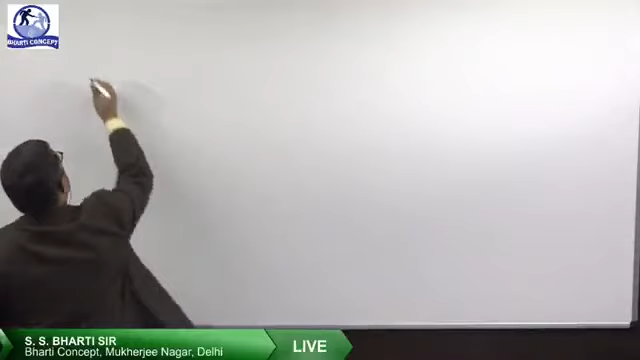 BHARTI CONCEPT
S. S. BHARTI SIR
Bharti Concept, Mukherjee Nagar, Delhi
LIVE